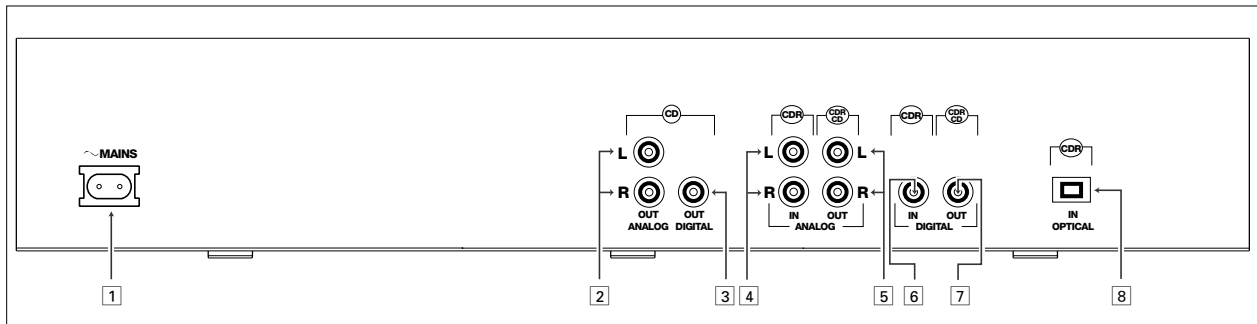 CD
CDR
CDR
CD
CDR
CDR
CD
CDR
~MAINS
L
L
L
R
R
R
OUT
ANALOG
OUT
DIGITAL
IN
OUT
ANALOG
IN
OUT
DIGITAL
IN
OPTICAL
1
2
3
4
5
6
7
8